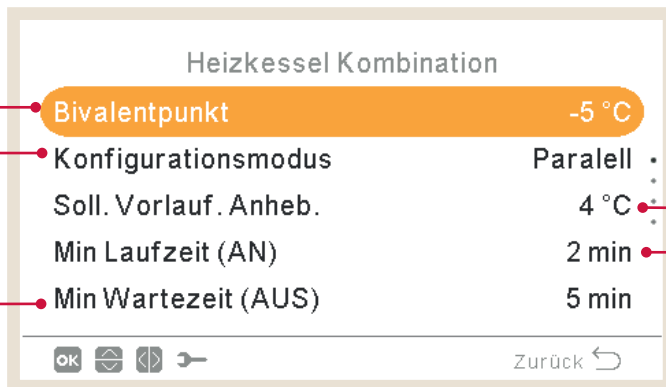 Heizkessel Kombination
Bivalentpunkt -5 °C
Konfigurationsmodus Paralell
Soll. Vorlauf. Anheb. 4 °C
Min Laufzeit (AN) 2 min
Min Wartezeit (AUS) 5 min
OK Zurück